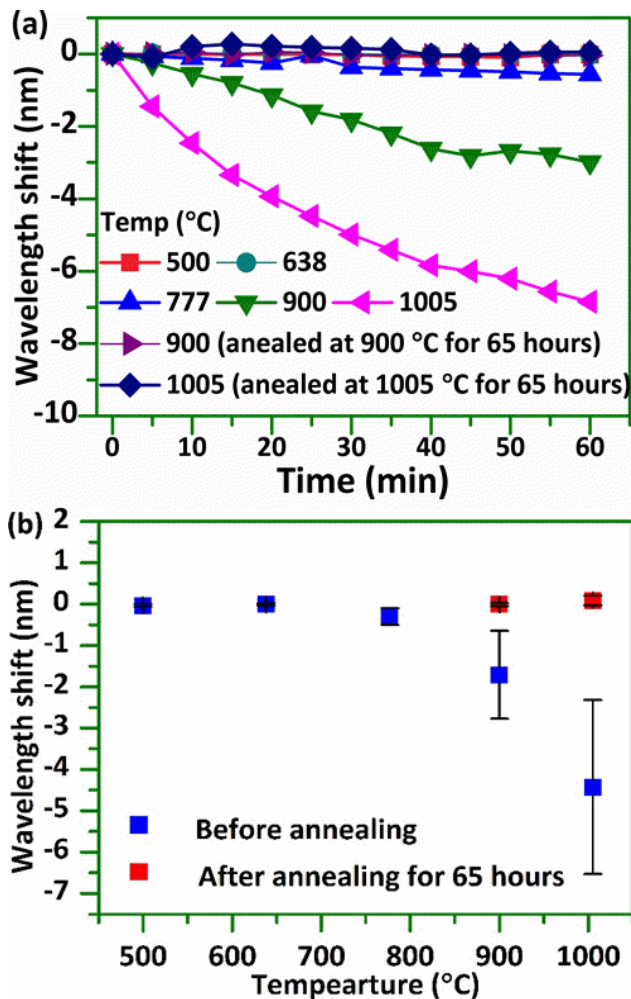 (a)
Wavelength shift (nm)
0
-2
-4
-6
-8
-10
Temp (°C)
500 638
777 900 1005
900 (anealed at 900 °C for 65 hours)
1005 (anealed at 1005 °C for 65 hours)
0 10 20 30 40 50 60
Time (min)
(b)
Wavelength shift (nm)
2
1
0
-1
-2
-3
-4
-5
-6
-7
Before annealing
After annealing for 65 hours
500 600 700 800 900 1000
Tempearture (°C)